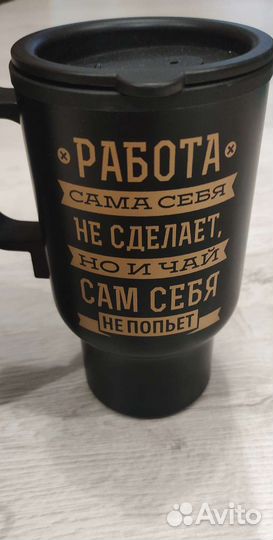 РАБОТА
САМА СЕБЯ
НЕ СДЕЛАЕТ,
НО И ЧАЙ
САМ СЕБЯ
НЕ ПОПЬЕТ
Avito